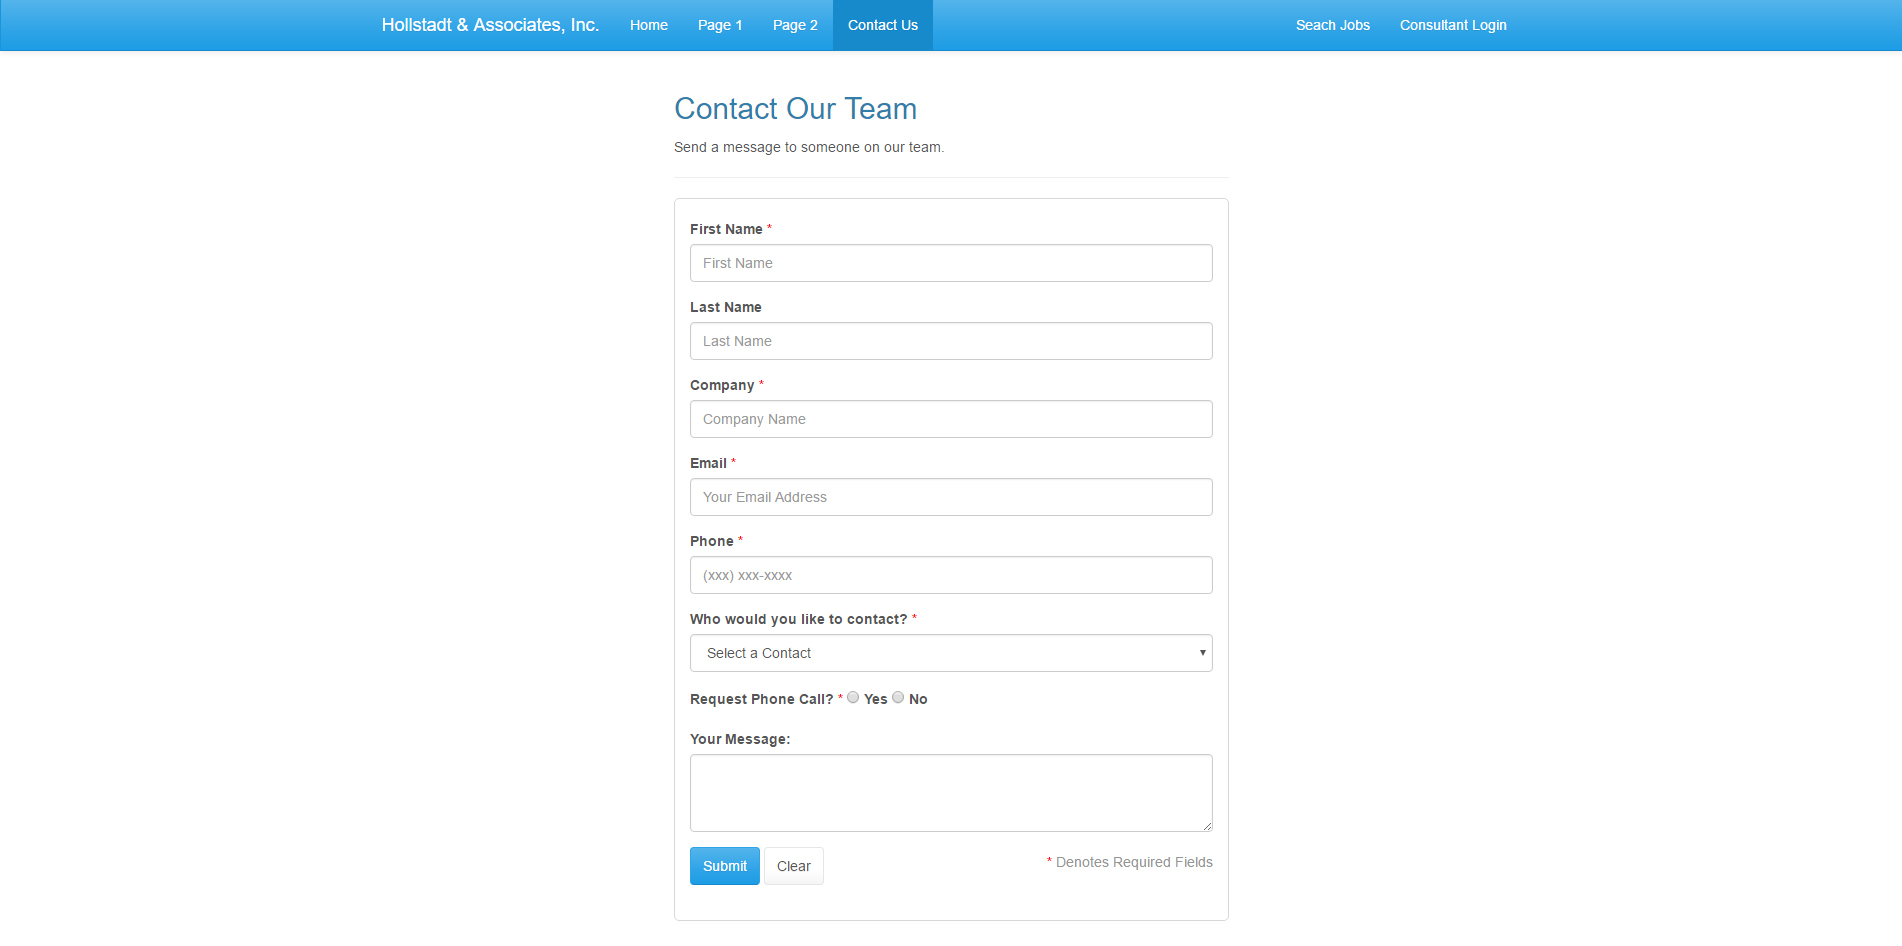 Hollstadt & Associates, Inc. Home Page 1 Page 2 Contact Us Seach Jobs Consultant Login
Contact Our Team
Send a message to someone on our team.
First Name *
First Name
Last Name
Last Name
Company *
Company Name
Email *
Your Email Address
Phone *
(xxx) xxx-xxxx
Who would you like to contact? *
Select a Contact
Request Phone Call? * Yes No
Your Message:
Submit Clear * Denotes Required Fields